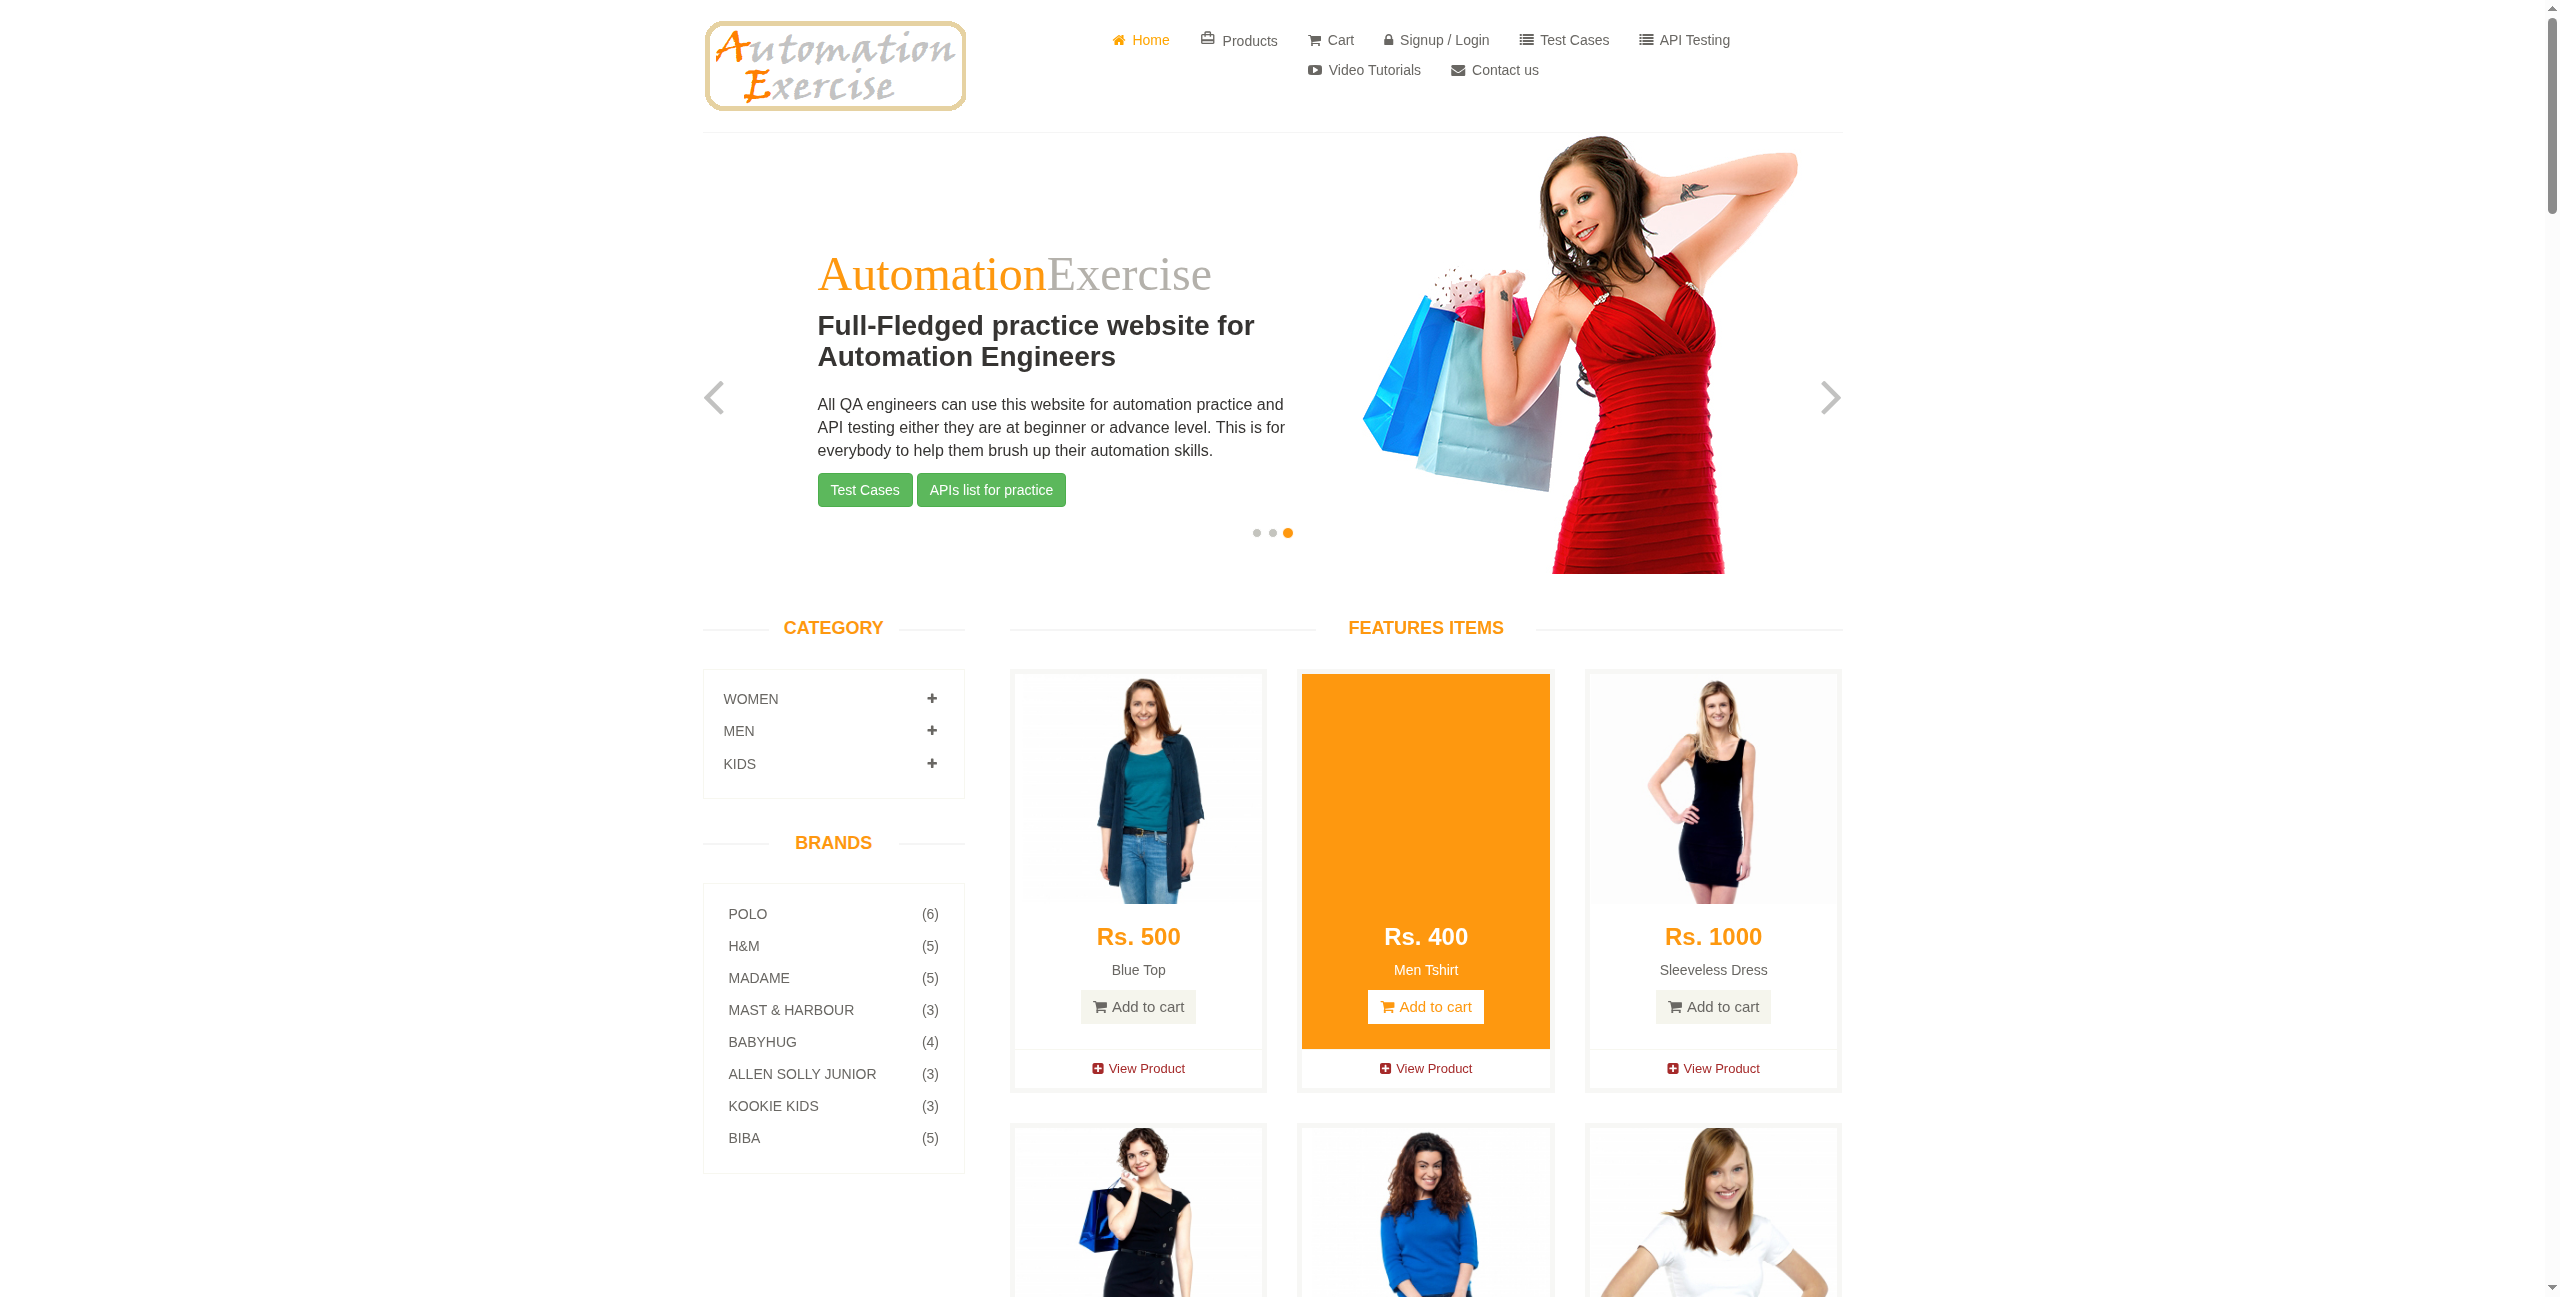 Automation
Exercise
Home
Products
Cart
Signup / Login
Test Cases
API Testing
Video Tutorials
Contact us
AutomationExercise
Full-Fledged practice website for
Automation Engineers
All QA engineers can use this website for automation practice and
API testing either they are at beginner or advance level. This is for
everybody to help them brush up their automation skills.
Test Cases
APIs list for practice
CATEGORY
WOMEN
MEN
KIDS
BRANDS
POLO (6)
H&M (5)
MADAME (5)
MAST & HARBOUR (3)
BABYHUG (4)
ALLEN SOLLY JUNIOR (3)
KOOKIE KIDS (3)
BIBA (5)
FEATURES ITEMS
Rs. 500
Blue Top
Add to cart
View Product
Rs. 400
Men Tshirt
Add to cart
View Product
Rs. 1000
Sleeveless Dress
Add to cart
View Product